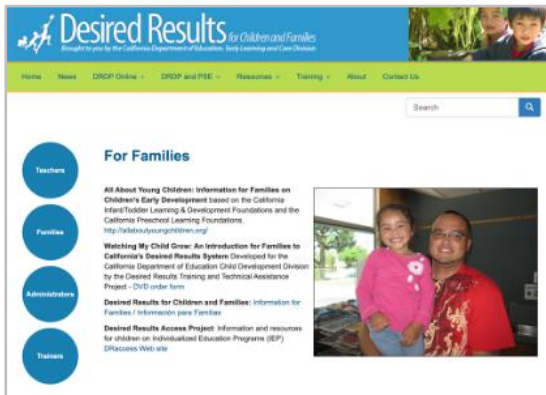 Desired Results for Children and Families
Brought to you by the California Department of Education, Early Learning and Care Division
Home News DRDP Online DRDP and PSE Resources Training About Contact Us
Search
Teachers
Families
Administrators
Trainers
For Families
All About Young Children: Information for Families on
Children's Early Development based on the California
Infant/Toddler Learning & Development Foundations and the
California Preschool Learning Foundations
http://allaboutyoungchildren.org/
Watching My Child Grow: An Introduction for Families to
California's Desired Results System Developed for the
California Department of Education Child Development Division
by the Desired Results Training and Technical Assistance
Project - DVD order form
Desired Results for Children and Families: Information for
Families / Información para Familias
Desired Results Access Project: Information and resources
for children on Individualized Education Programs (IEP)
DRaccess Web site